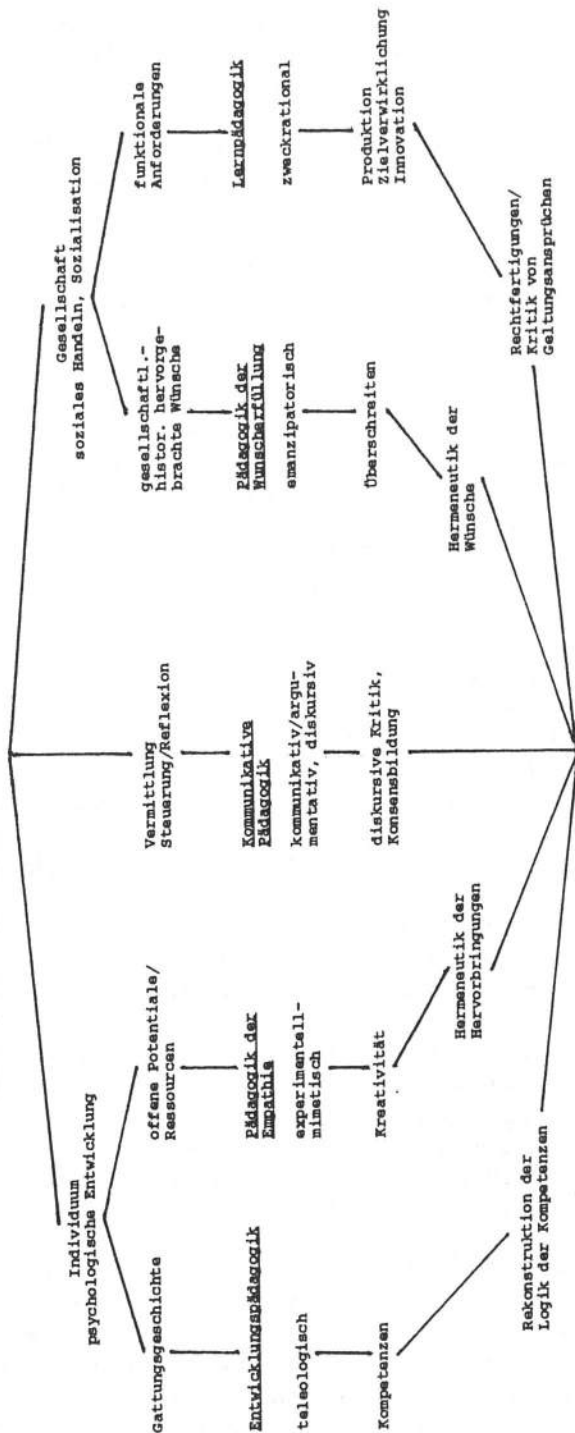 Individuum
psychologische Entwicklung
Gesellschaft
soziales Handeln, Sozialisation
Gattungsgeschichte
offene Potentiale/
Ressourcen
Vermittlung
Steuerung/Reflexion
gesellschaftl.-
histor. hervorge-
brachte Wünsche
funktionale
Anforderungen
Entwicklungspädagogik
Pädagogik der
Empathie
Kommunikative
Pädagogik
Pädagogik der
Wunscherfüllung
Lernpädagogik
teleologisch
experimentell-
mimetisch
kommunikativ/argu-
mentativ, diskursiv
emanzipatorisch
zweckrational
Kompetenzen
Kreativität
diskursive Kritik,
Konsensbildung
Überschreiten
Produktion
Zielverwirklichung
Innovation
Rekonstruktion der
Logik der Kompetenzen
Hermeneutik der
Hervorbringungen
Hermeneutik der
Wünsche
Rechtfertigungen/
Kritik von
Geltungsansprüchen